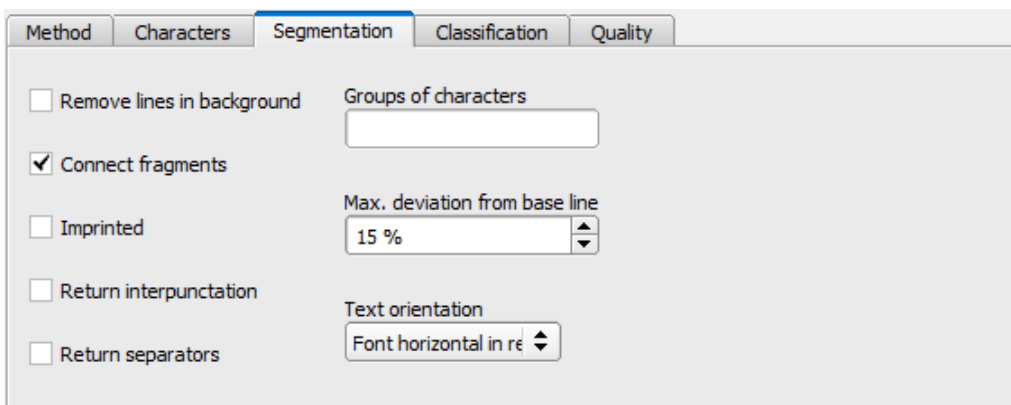 Method Characters Segmentation Classification Quality
Remove lines in background
Connect fragments
Imprinted
Return interpunctation
Return separators
Groups of characters
Max. deviation from base line
15 %
Text orientation
Font horizontal in re